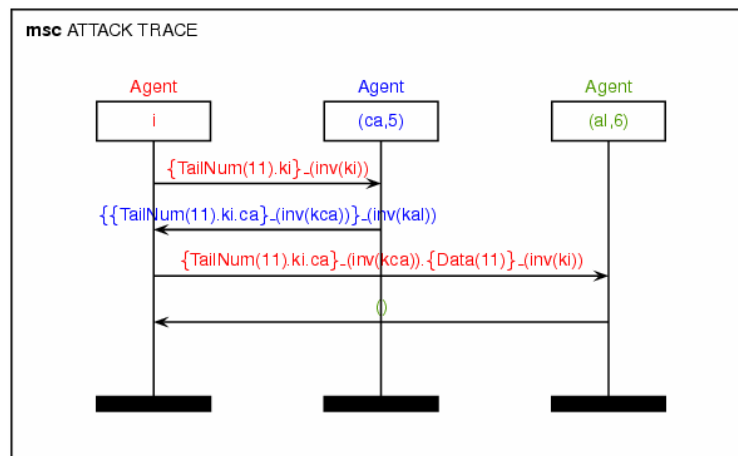 msc ATTACK TRACE
Agent Agent Agent
i (ca,5) (al,6)
{TailNum(11).ki}_(inv(ki))
{{TailNum(11).ki.ca}_(inv(kca))}_(inv(kal))
{TailNum(11).ki.ca}_(inv(kca)).{Data(11)}_(inv(ki))
()